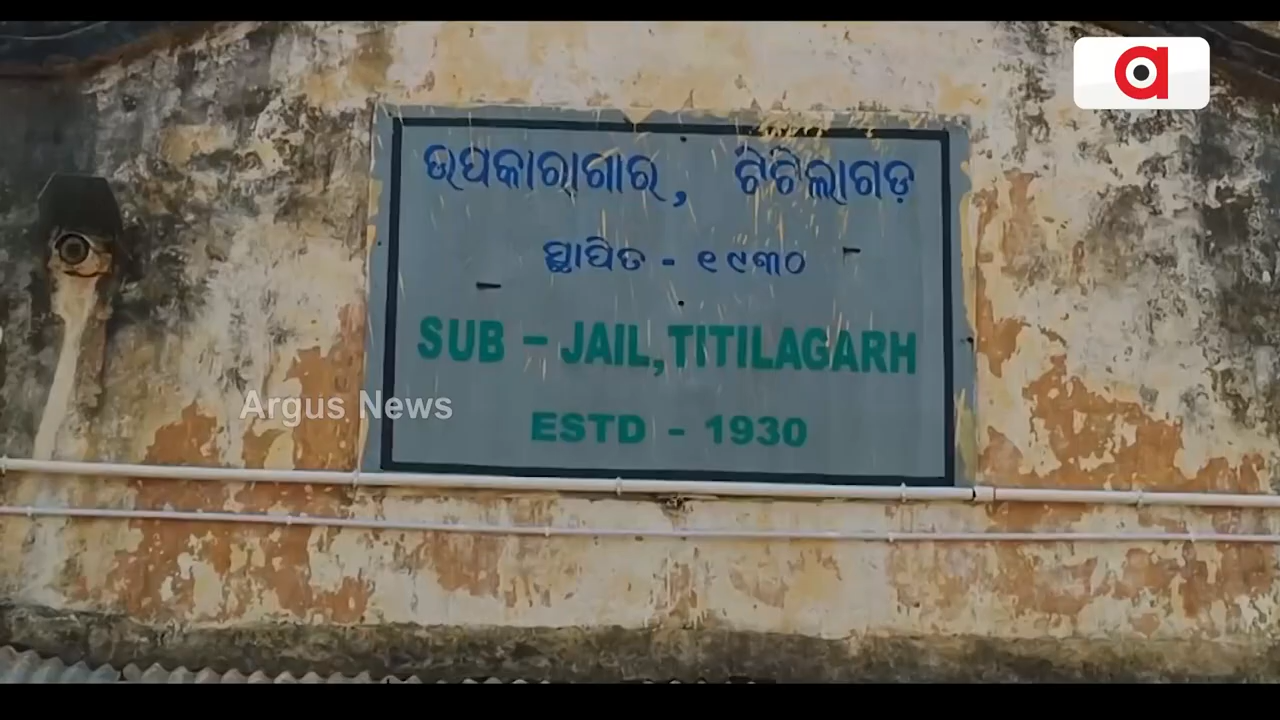 ଉପକାରାଗାର, ଟିଟିଲାଗଡ଼
ସ୍ଥାପିତ - ୧୯୩୦
SUB - JAIL, TITILAGARH
ESTD - 1930
Argus News
a